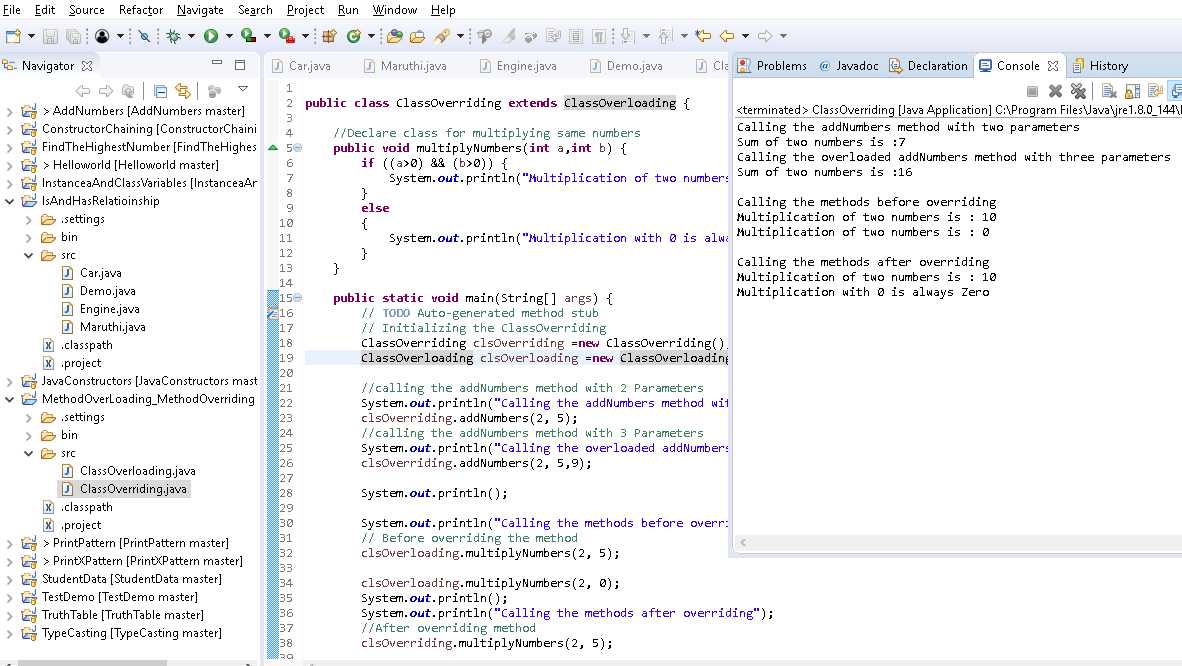 File Edit Source Refactor Navigate Search Project Run Window Help
Navigator
> AddNumbers [AddNumbers master]
ConstructorChaining [ConstructorChaini
FindTheHighestNumber [FindTheHighes
> Helloworld [Helloworld master]
InstanceaAndClassVariables [InstanceaAr
IsAndHasRelatioinship
.settings
bin
src
Car.java
Demo.java
Engine.java
Maruthi.java
.classpath
.project
JavaConstructors [JavaConstructors mast
MethodOverLoading_MethodOverriding
.settings
bin
src
ClassOverloading.java
ClassOverriding.java
.classpath
.project
> PrintPattern [PrintPattern master]
> PrintXPattern [PrintXPattern master]
StudentData [StudentData master]
TestDemo [TestDemo master]
TruthTable [TruthTable master]
TypeCasting [TypeCasting master]
Car.java Maruthi.java Engine.java Demo.java Cla
1
2 public class ClassOverriding extends ClassOverloading {
3
4 //Declare class for multiplying same numbers
5 public void multiplyNumbers(int a,int b) {
6 if ((a>0) && (b>0)) {
7 System.out.println("Multiplication of two numbers
8 }
9 else
10 {
11 System.out.println("Multiplication with 0 is alwa
12 }
13 }
14
15 public static void main(String[] args) {
16 // TODO Auto-generated method stub
17 // Initializing the ClassOverriding
18 ClassOverriding clsOverriding =new ClassOverriding()
19 ClassOverloading clsOverloading =new ClassOverloading
20
21 //calling the addNumbers method with 2 Parameters
22 System.out.println("Calling the addNumbers method wit
23 clsOverriding.addNumbers(2, 5);
24 //calling the addNumbers method with 3 Parameters
25 System.out.println("Calling the overloaded addNumbers
26 clsOverriding.addNumbers(2, 5,9);
27
28 System.out.println();
29
30 System.out.println("Calling the methods before overri
31 // Before overriding the method
32 clsOverloading.multiplyNumbers(2, 5);
33
34 clsOverloading.multiplyNumbers(2, 0);
35 System.out.println();
36 System.out.println("Calling the methods after overriding");
37 //After overriding method
38 clsOverriding.multiplyNumbers(2, 5);
39
Problems @ Javadoc Declaration Console History
<terminated> ClassOverriding [Java Application] C:\Program Files\Java\jre1.8.0_144\
Calling the addNumbers method with two parameters
Sum of two numbers is :7
Calling the overloaded addNumbers method with three parameters
Sum of two numbers is :16
Calling the methods before overriding
Multiplication of two numbers is : 10
Multiplication of two numbers is : 0
Calling the methods after overriding
Multiplication of two numbers is : 10
Multiplication with 0 is always Zero